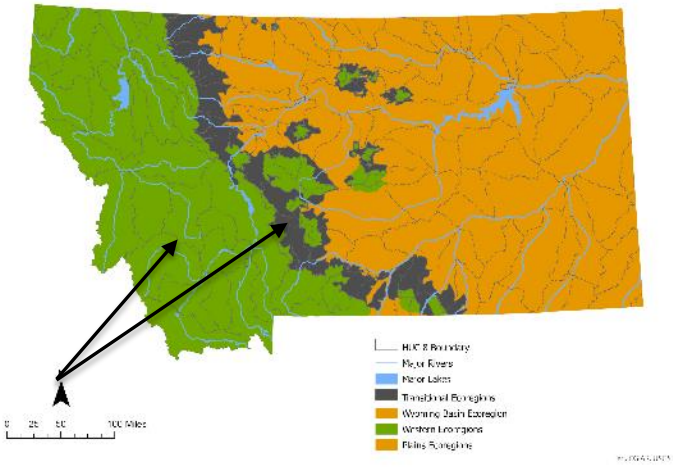 HUC 8 Boundary
Major Rivers
Major Lakes
Transitional Ecoregions
Wyoming Basin Ecoregion
Western Ecoregions
Plains Ecoregions
0 25 50 100 Miles